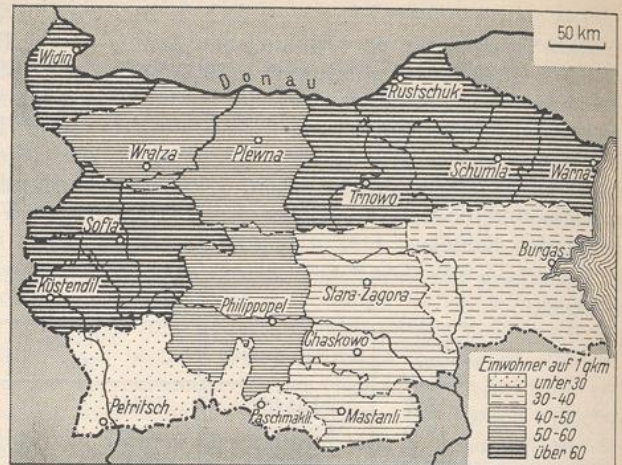 50 km
Widin
Donau
Rustschuk
Wratza
Plewna
Schumla
Warna
Trnowo
Sofia
Burgas
Küstendil
Stara-Zagora
Philippopel
Chaskowo
Petritsch
Paschmakli.
Mastanli
Einwohner auf 1 qkm
unter 30
30-40
40-50
50-60
über 60